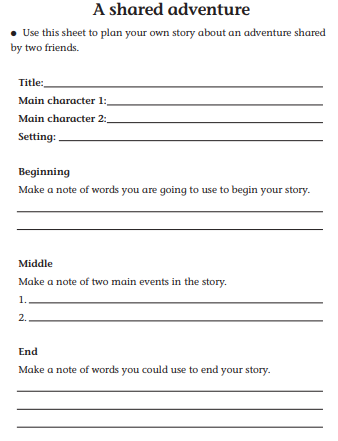 A shared adventure
● Use this sheet to plan your own story about an adventure shared
by two friends.
Title:
Main character 1:
Main character 2:
Setting:
Beginning
Make a note of words you are going to use to begin your story.
Middle
Make a note of two main events in the story.
1.
2.
End
Make a note of words you could use to end your story.